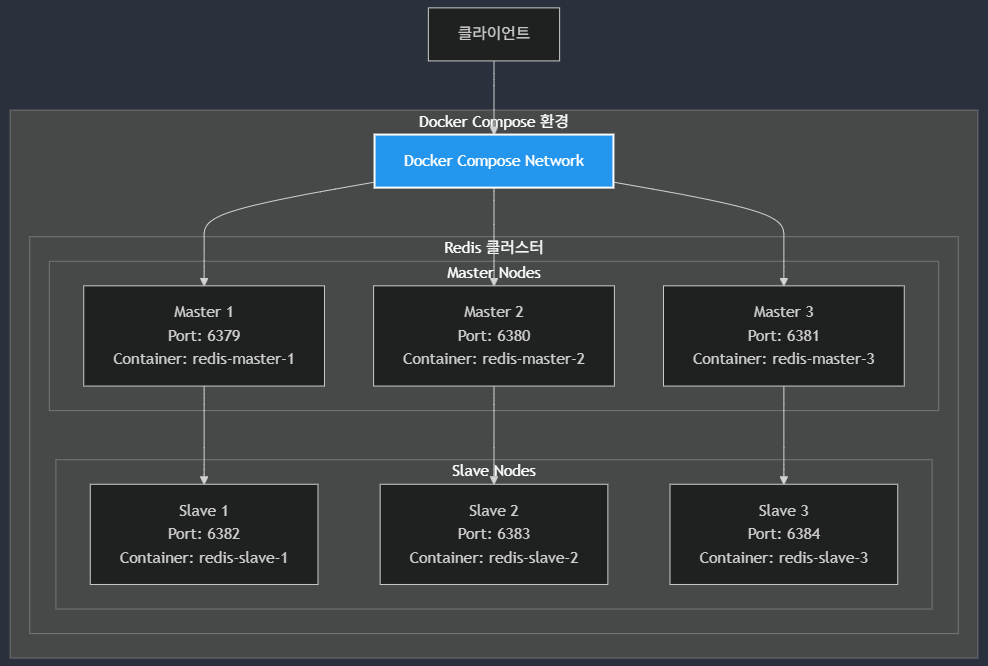 클라이언트
Docker Compose 환경
Docker Compose Network
Redis 클러스터
Master Nodes
Master 1
Port: 6379
Container: redis-master-1
Master 2
Port: 6380
Container: redis-master-2
Master 3
Port: 6381
Container: redis-master-3
Slave Nodes
Slave 1
Port: 6382
Container: redis-slave-1
Slave 2
Port: 6383
Container: redis-slave-2
Slave 3
Port: 6384
Container: redis-slave-3